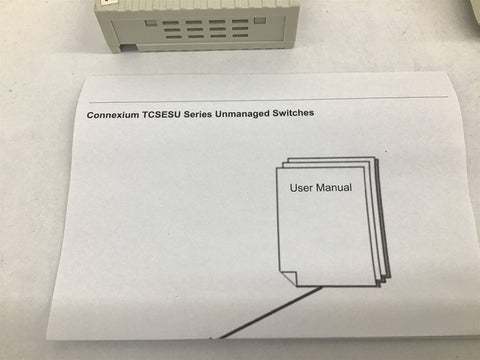 Connexium TCSESU Series Unmanaged Switches
User Manual